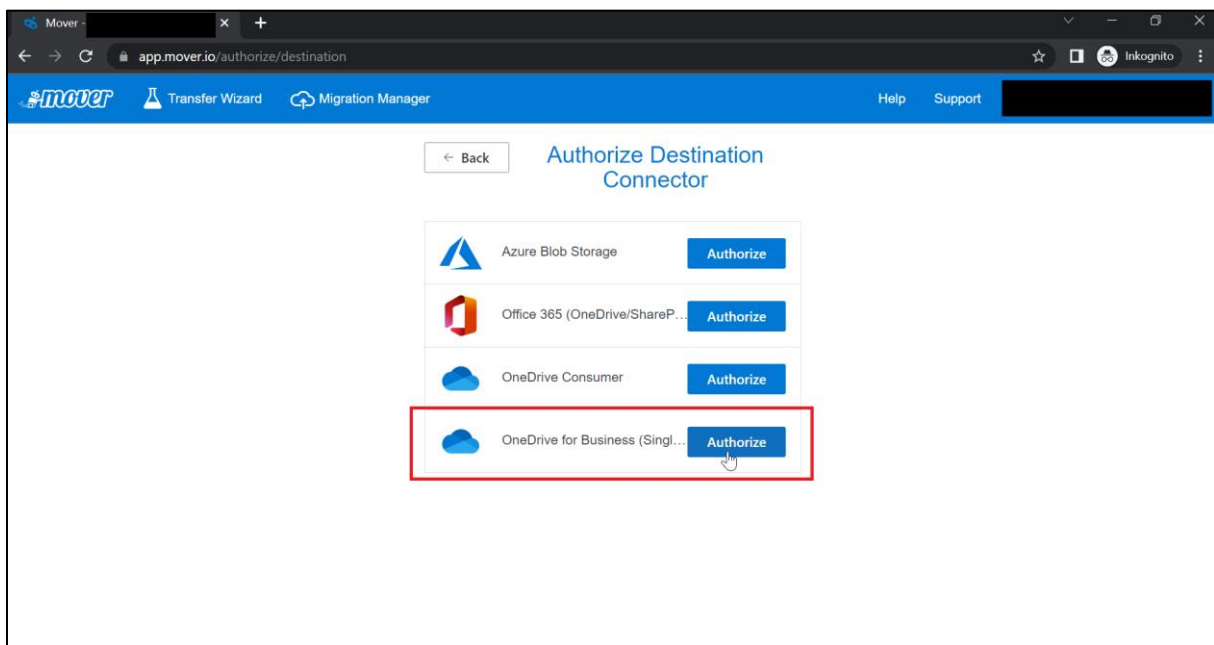 Mover -
app.mover.io/authorize/destination
Inkognito
mover
Transfer Wizard
Migration Manager
Help
Support
← Back
Authorize Destination
Connector
Azure Blob Storage
Authorize
Office 365 (OneDrive/ShareP...
Authorize
OneDrive Consumer
Authorize
OneDrive for Business (Singl...
Authorize